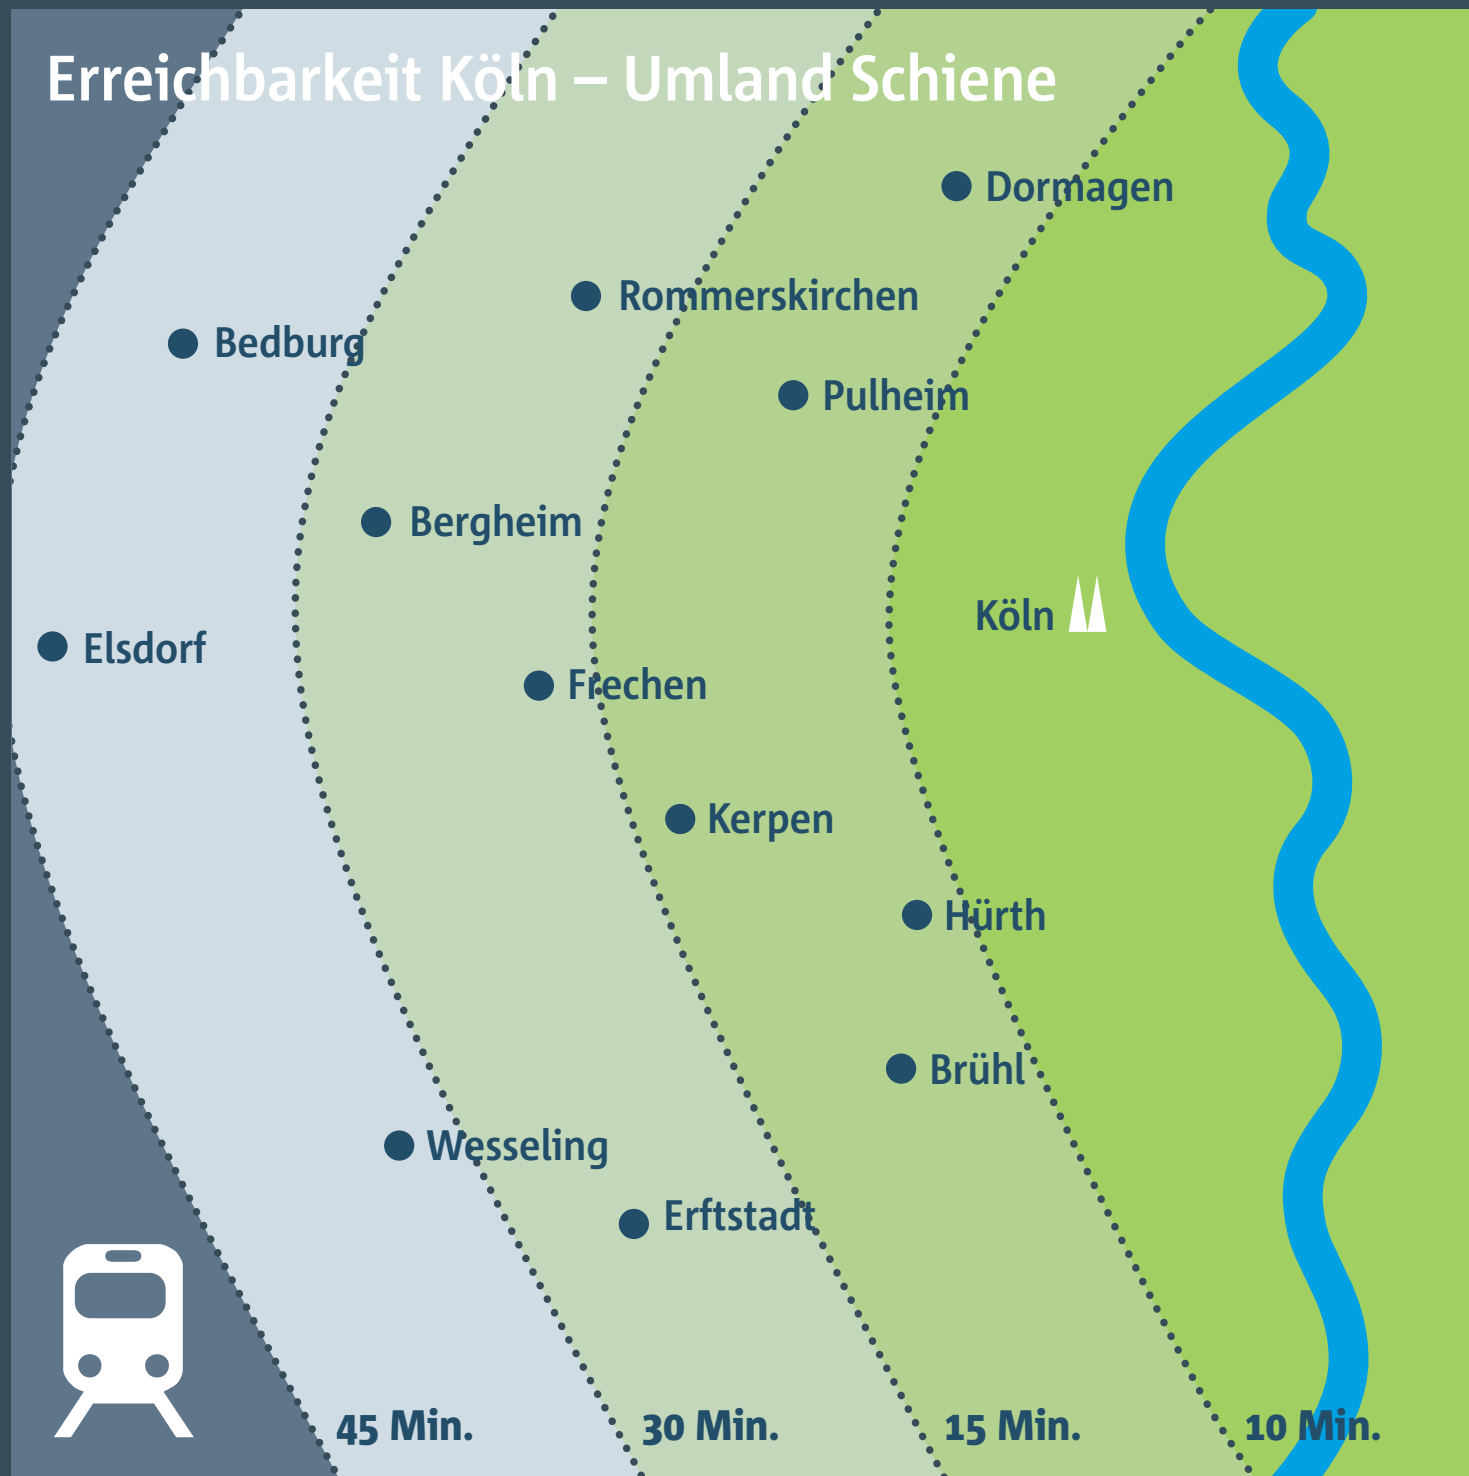 Erreichbarkeit Köln – Umland Schiene
Dormagen
Rommerskirchen
Bedburg
Pulheim
Bergheim
Köln
Elsdorf
Frechen
Kerpen
Hürth
Brühl
Wesseling
Erftstadt
45 Min.
30 Min.
15 Min.
10 Min.